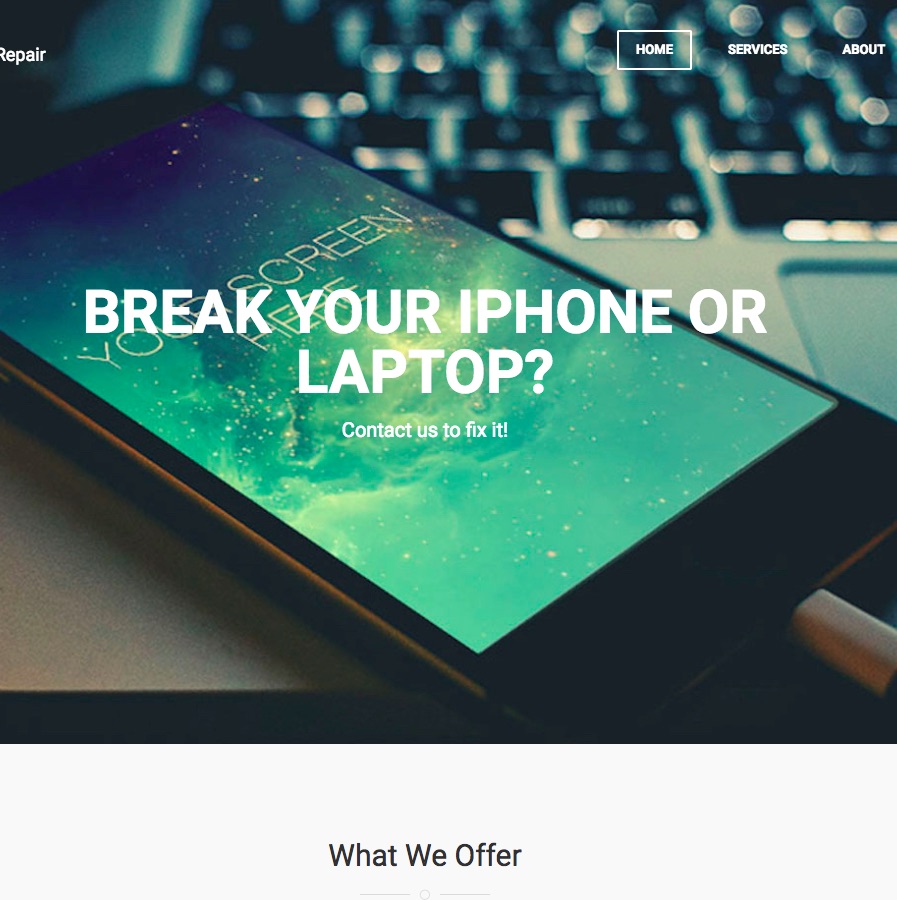 Repair
HOME SERVICES ABOUT
YOUR SCREEN
HERE
BREAK YOUR IPHONE OR
LAPTOP?
Contact us to fix it!
What We Offer